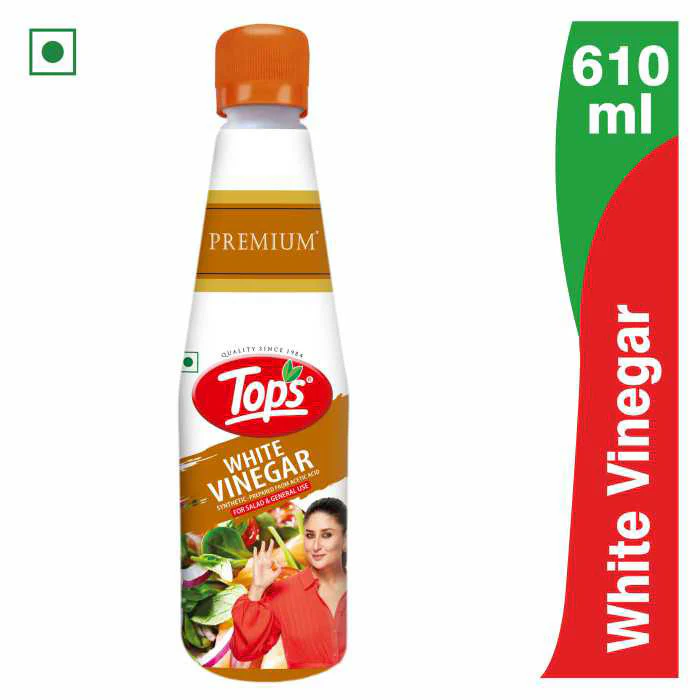 610
ml
White Vinegar
PREMIUM*
QUALITY SINCE 1984
Tops®
WHITE
VINEGAR
SYNTHETIC - PREPARED FROM ACETIC ACID
FOR SALAD & GENERAL USE